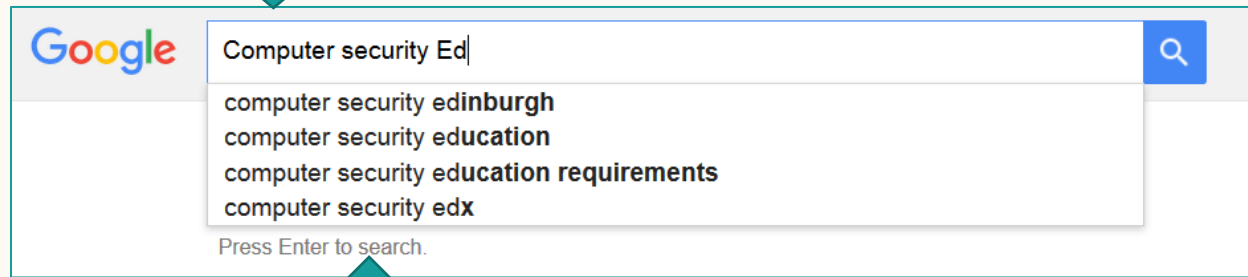 Google Computer security Ed
computer security edinburgh
computer security education
computer security education requirements
computer security edx
Press Enter to search.